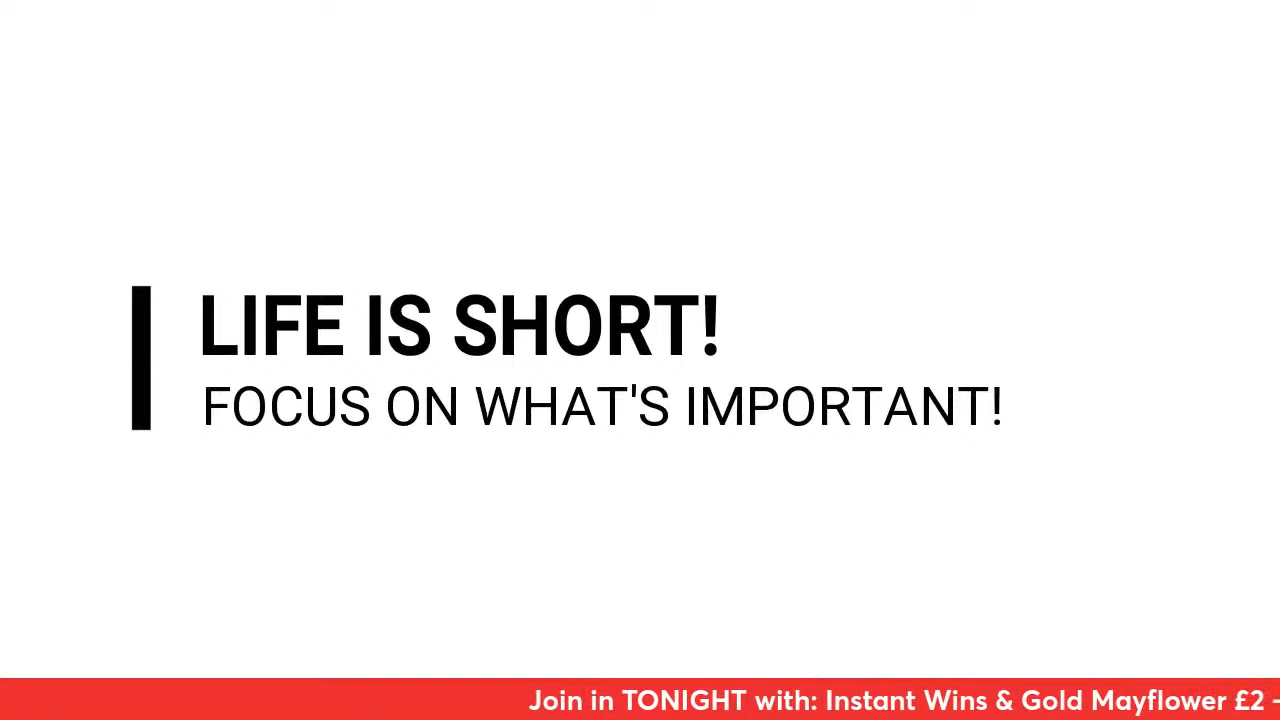 LIFE IS SHORT!
FOCUS ON WHAT'S IMPORTANT!
Join in TONIGHT with: Instant Wins & Gold Mayflower £2 -